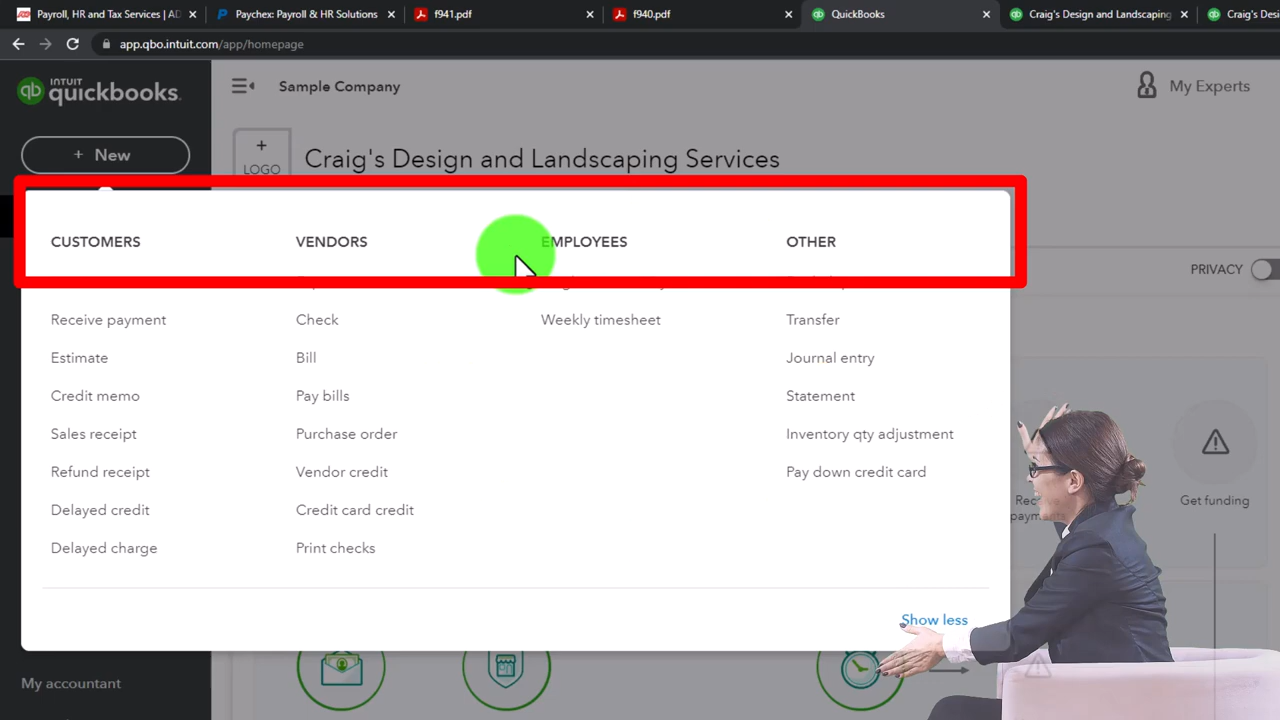 Payroll, HR and Tax Services | AD
Paychex: Payroll & HR Solutions
f941.pdf
f940.pdf
QuickBooks
Craig's Design and Landscaping
Craig's Desi
app.qbo.intuit.com/app/homepage
INTUIT
quickbooks.
Sample Company
My Experts
+ New
+
LOGO
Craig's Design and Landscaping Services
CUSTOMERS
VENDORS
EMPLOYEES
OTHER
PRIVACY
Receive payment
Check
Weekly timesheet
Transfer
Estimate
Bill
Journal entry
Credit memo
Pay bills
Statement
Sales receipt
Purchase order
Inventory qty adjustment
Refund receipt
Vendor credit
Pay down credit card
Delayed credit
Credit card credit
Get funding
Delayed charge
Print checks
Show less
My accountant